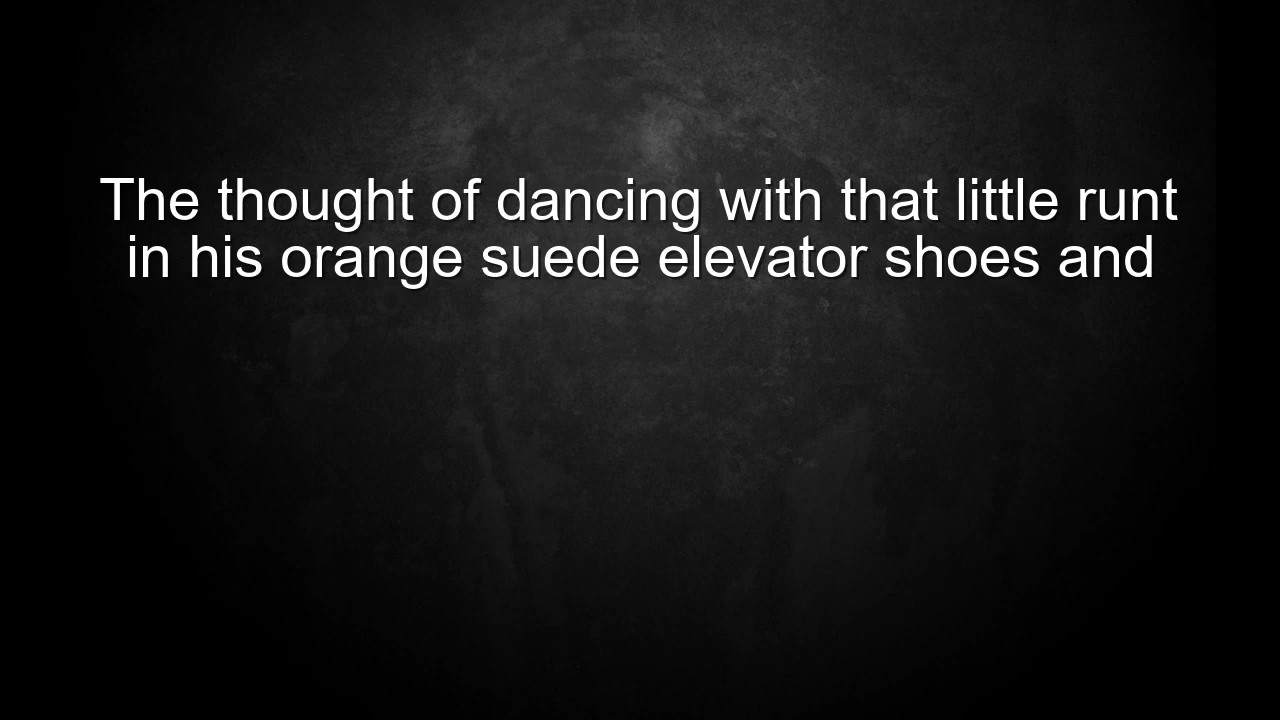 The thought of dancing with that little runt
in his orange suede elevator shoes and